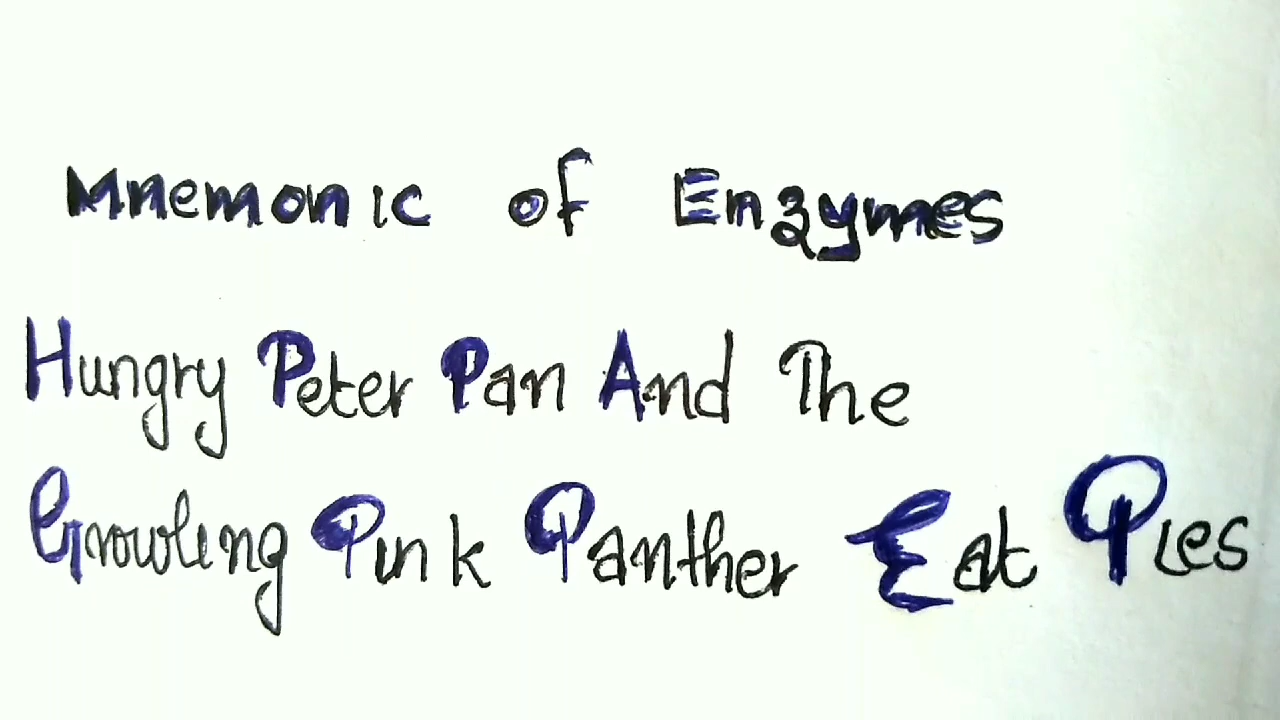 Mnemonic of Enzymes
Hungry Peter Pan And The
Growling Pink Panther Eat Pies